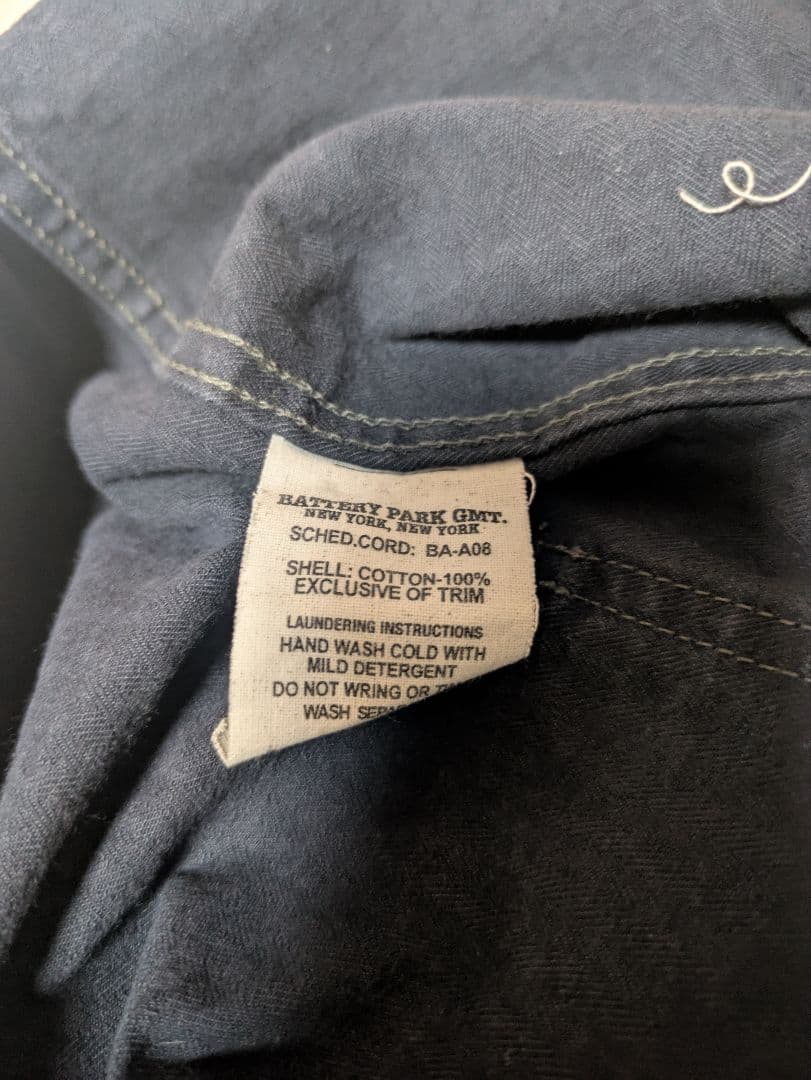 BATTERY PARK GMT.
NEW YORK, NEW YORK
SCHED.CORD: BA-A08
SHELL: COTTON-100%
EXCLUSIVE OF TRIM
LAUNDERING INSTRUCTIONS
HAND WASH COLD WITH
MILD DETERGENT
DO NOT WRING OR
WASH